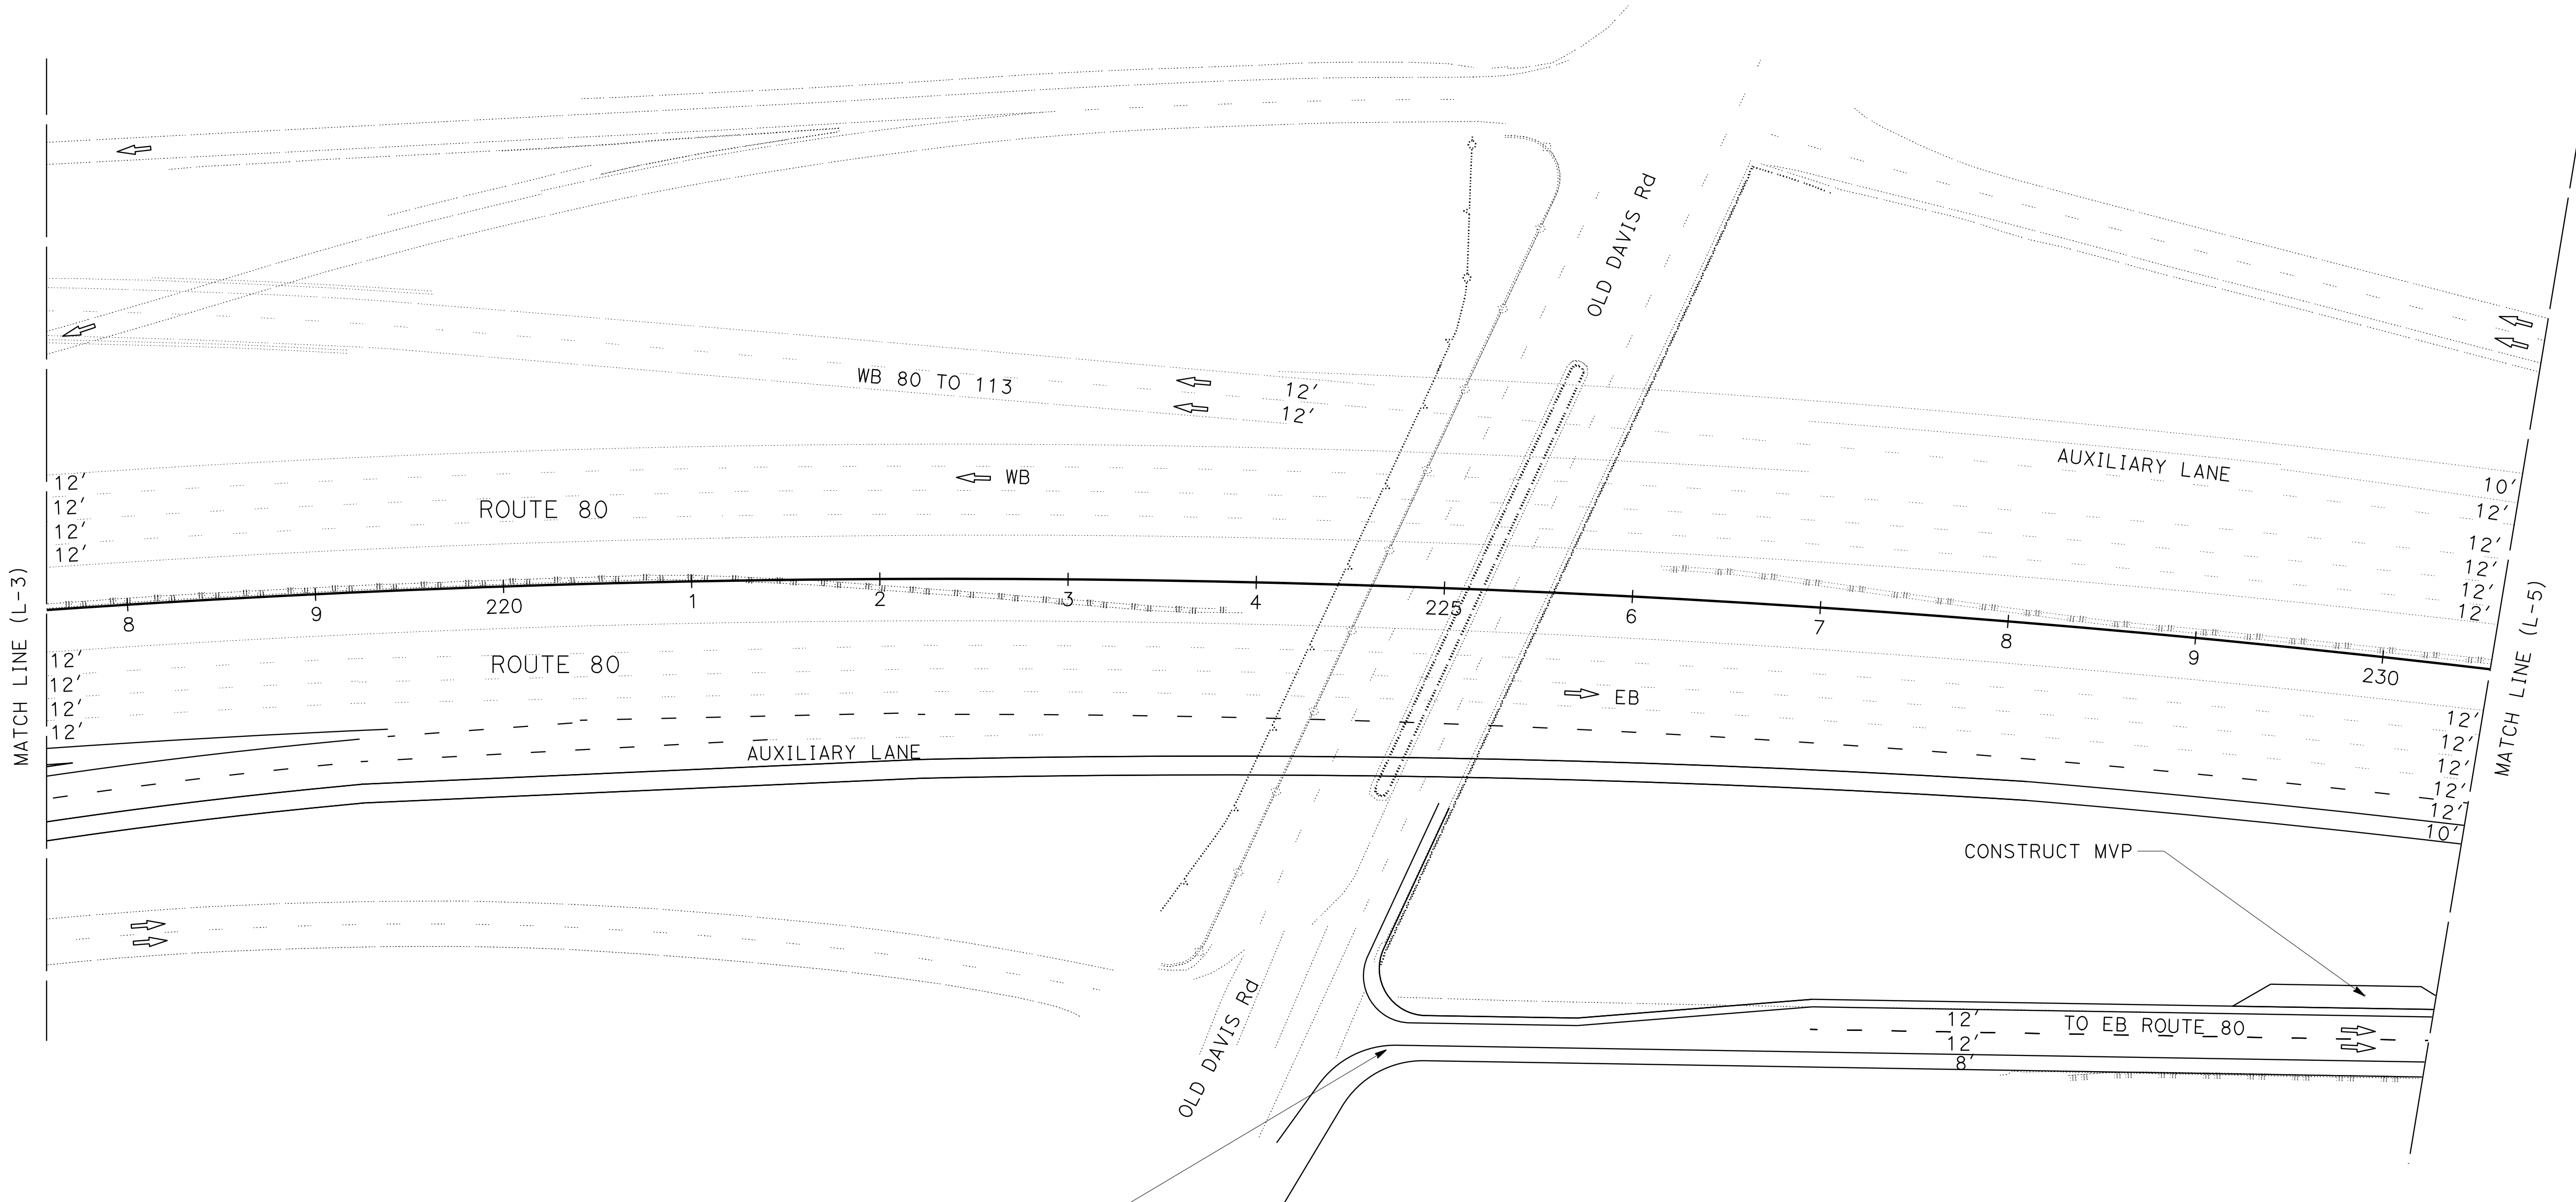 OLD DAVIS Rd
WB 80 TO 113
12'
12'
AUXILIARY LANE
10'
12'
12'
12'
12'
12'
12'
12'
12'
12'
WB
ROUTE 80
MATCH LINE (L-3)
MATCH LINE (L-5)
8
9
220
1
2
3
4
225
6
7
8
9
230
12'
12'
12'
12'
ROUTE 80
EB
12'
12'
12'
12'
12'
10'
AUXILIARY LANE
CONSTRUCT MVP
OLD DAVIS Rd
12'
12'
8'
TO EB ROUTE 80